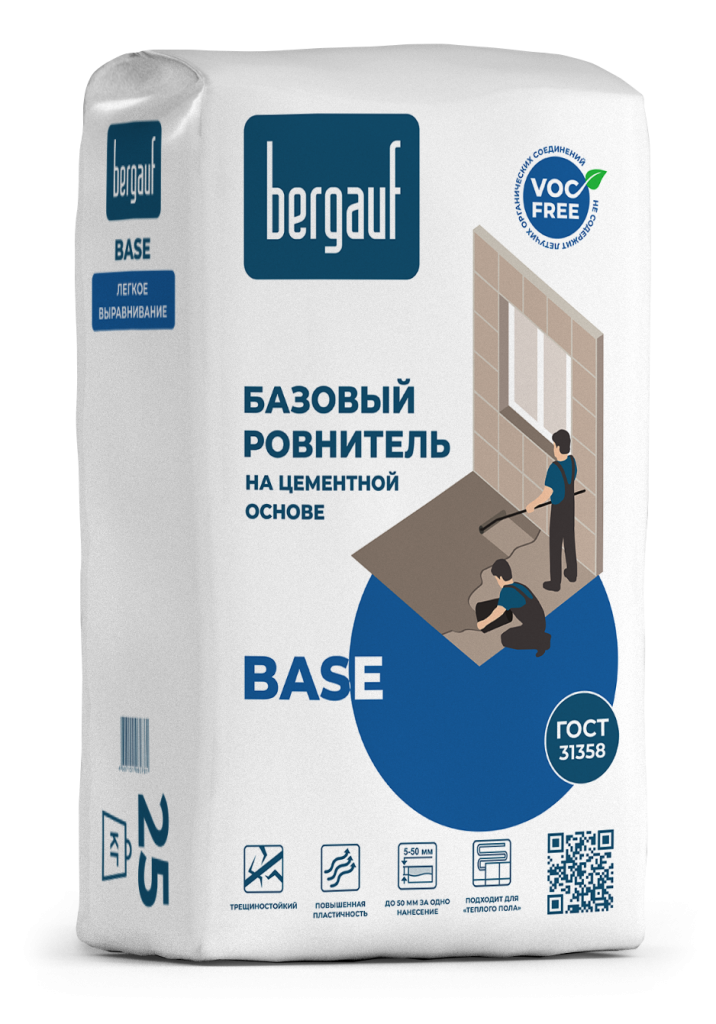 bergauf
BASE
ЛЕГКОЕ
ВЫРАВНИВАНИЕ
25
КГ
bergauf
VOC
FREE
НЕ СОДЕРЖИТ ЛЕТУЧИХ ОРГАНИЧЕСКИХ СОЕДИНЕНИЙ
БАЗОВЫЙ
РОВНИТЕЛЬ
НА ЦЕМЕНТНОЙ
ОСНОВЕ
BASE
ГОСТ
31358
5-50 мм
ТРЕЩИНОСТОЙКИЙ
ПОВЫШЕННАЯ
ПЛАСТИЧНОСТЬ
ДО 50 ММ ЗА ОДНО
НАНЕСЕНИЕ
ПОДХОДИТ ДЛЯ
«ТЕПЛОГО ПОЛА»